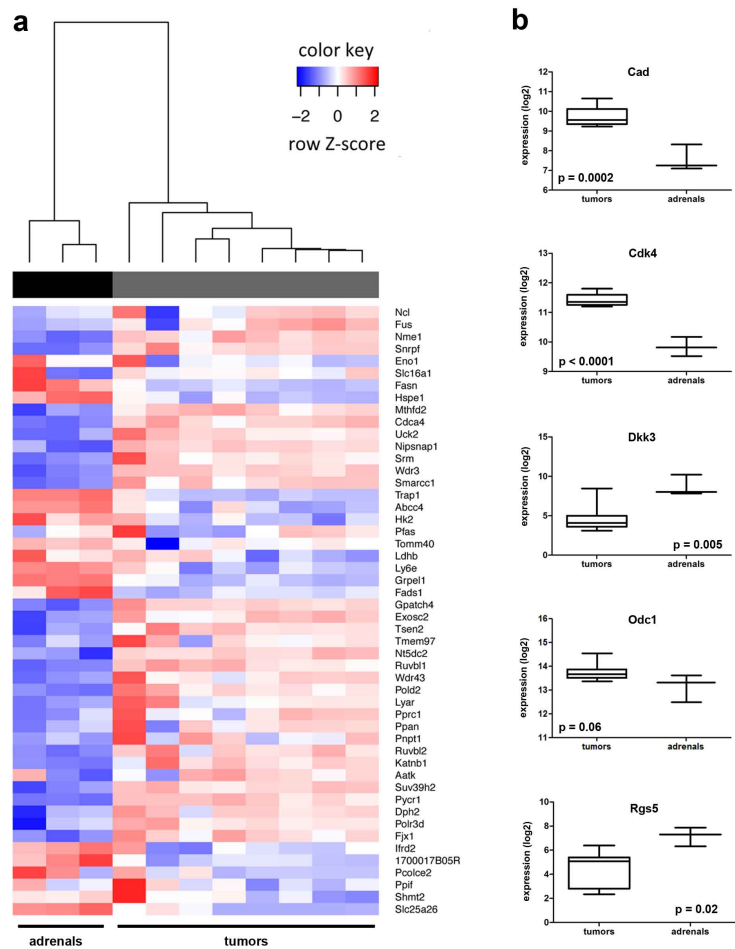 a
color key
−2 0 2
row Z-score
Ncl
Fus
Nme1
Snrpf
Eno1
Slc16a1
Fasn
Hspe1
Mthfd2
Cdca4
Uck2
Nipsnap1
Srm
Wdr3
Smarcc1
Trap1
Abcc4
Hk2
Pfas
Tomm40
Ldhb
Ly6e
Grpel1
Fads1
Gpatch4
Exosc2
Tsen2
Tmem97
Nt5dc2
Ruvbl1
Wdr43
Pold2
Lyar
Pprc1
Ppan
Pnpt1
Ruvbl2
Katnb1
Aatk
Suv39h2
Pycr1
Dph2
Polr3d
Fjx1
Ifrd2
1700017B05R
Pcolce2
Ppif
Shmt2
Slc25a26
adrenals
tumors
b
Cad
expression (log2)
12
11
10
9
8
7
6
p = 0.0002
tumors
adrenals
Cdk4
expression (log2)
13
12
11
10
9
p < 0.0001
tumors
adrenals
Dkk3
expression (log2)
15
10
5
0
p = 0.005
tumors
adrenals
Odc1
expression (log2)
16
15
14
13
12
11
p = 0.06
tumors
adrenals
Rgs5
expression (log2)
10
8
6
4
2
0
p = 0.02
tumors
adrenals